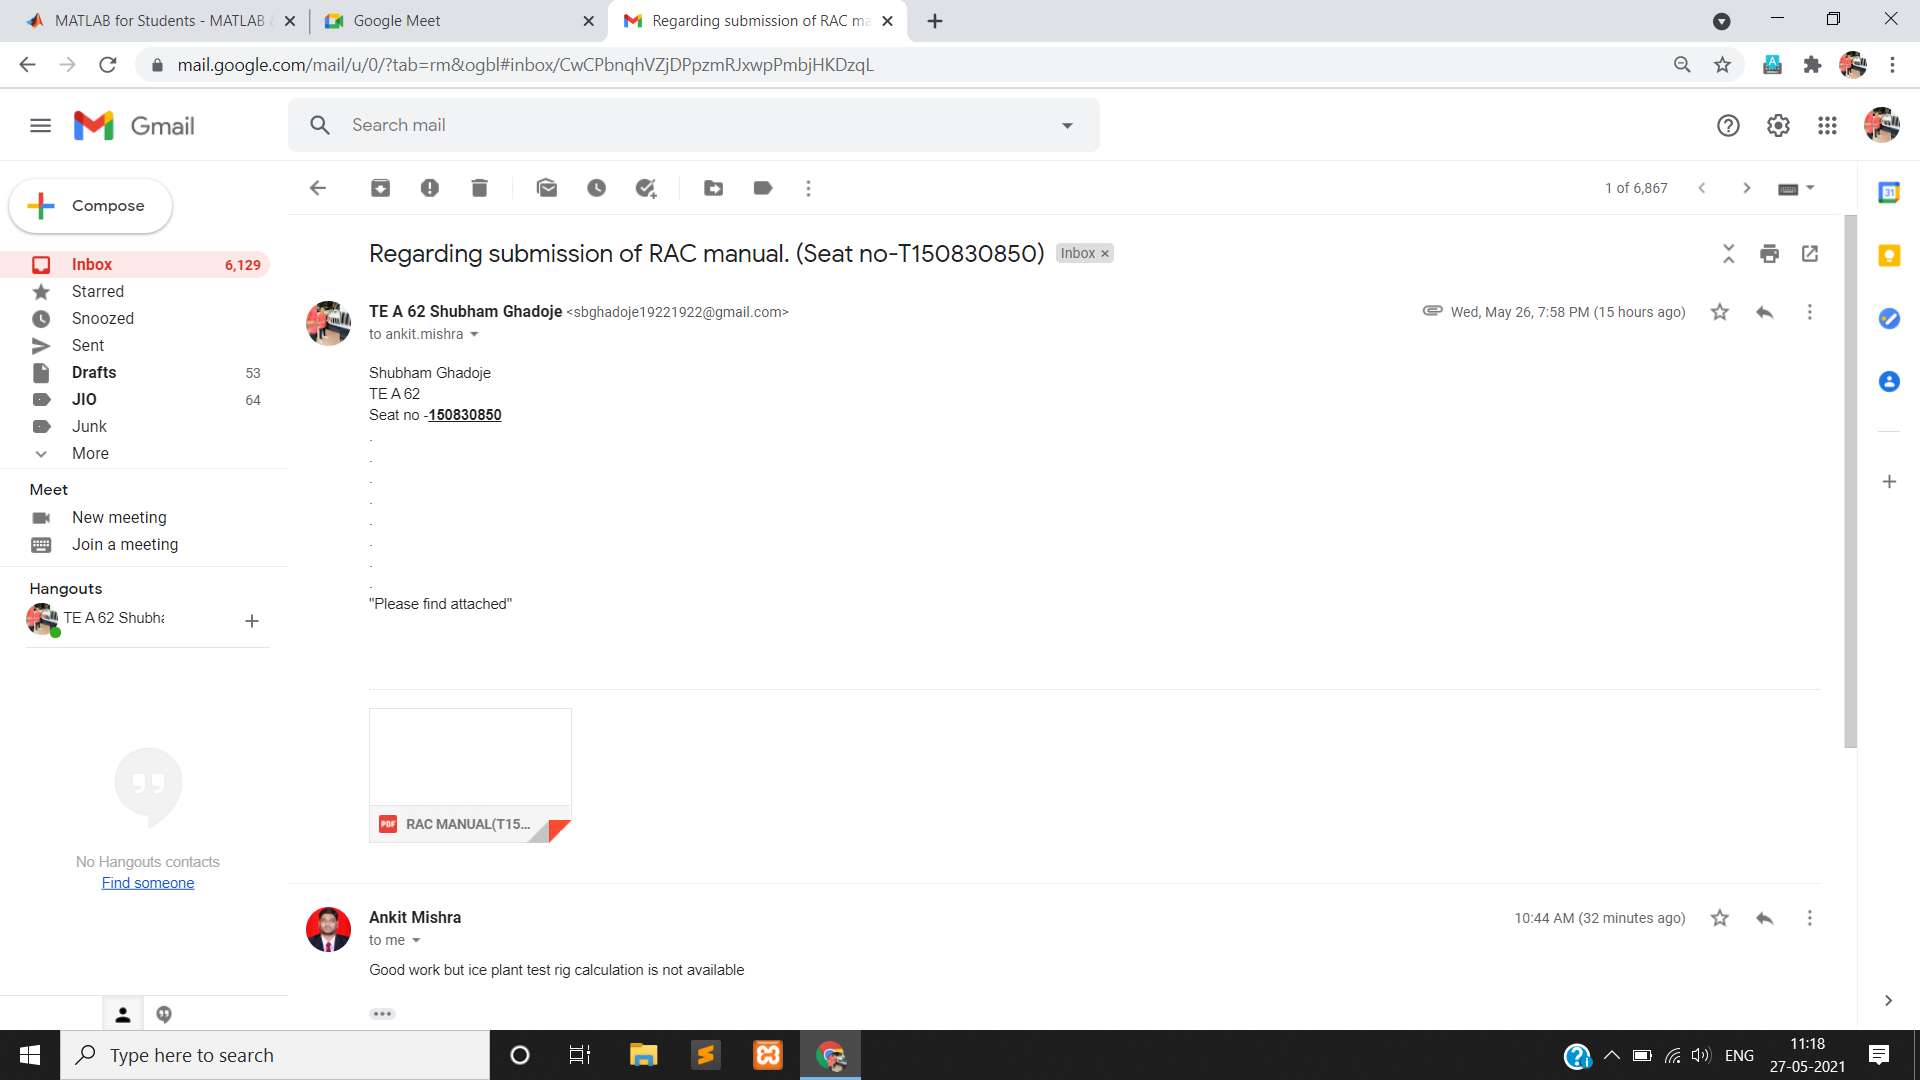 MATLAB for Students - MATLAB &
Google Meet
Regarding submission of RAC ma
mail.google.com/mail/u/0/?tab=rm&ogbl#inbox/CwCPbnqhVZjDPpzmRJxwpPmbjHKDzqL
Gmail
Search mail
Compose
1 of 6,867
Inbox 6,129
Starred
Snoozed
Sent
Drafts 53
JIO 64
Junk
More
Meet
New meeting
Join a meeting
Hangouts
TE A 62 Shubha
No Hangouts contacts
Find someone
Regarding submission of RAC manual. (Seat no-T150830850) Inbox ×
TE A 62 Shubham Ghadoje <sbghadoje19221922@gmail.com>
Wed, May 26, 7:58 PM (15 hours ago)
to ankit.mishra
Shubham Ghadoje
TE A 62
Seat no -150830850
.
.
.
.
.
.
.
.
"Please find attached"
PDF RAC MANUAL(T15...
Ankit Mishra
10:44 AM (32 minutes ago)
to me
Good work but ice plant test rig calculation is not available
31
Type here to search
ENG
11:18
27-05-2021